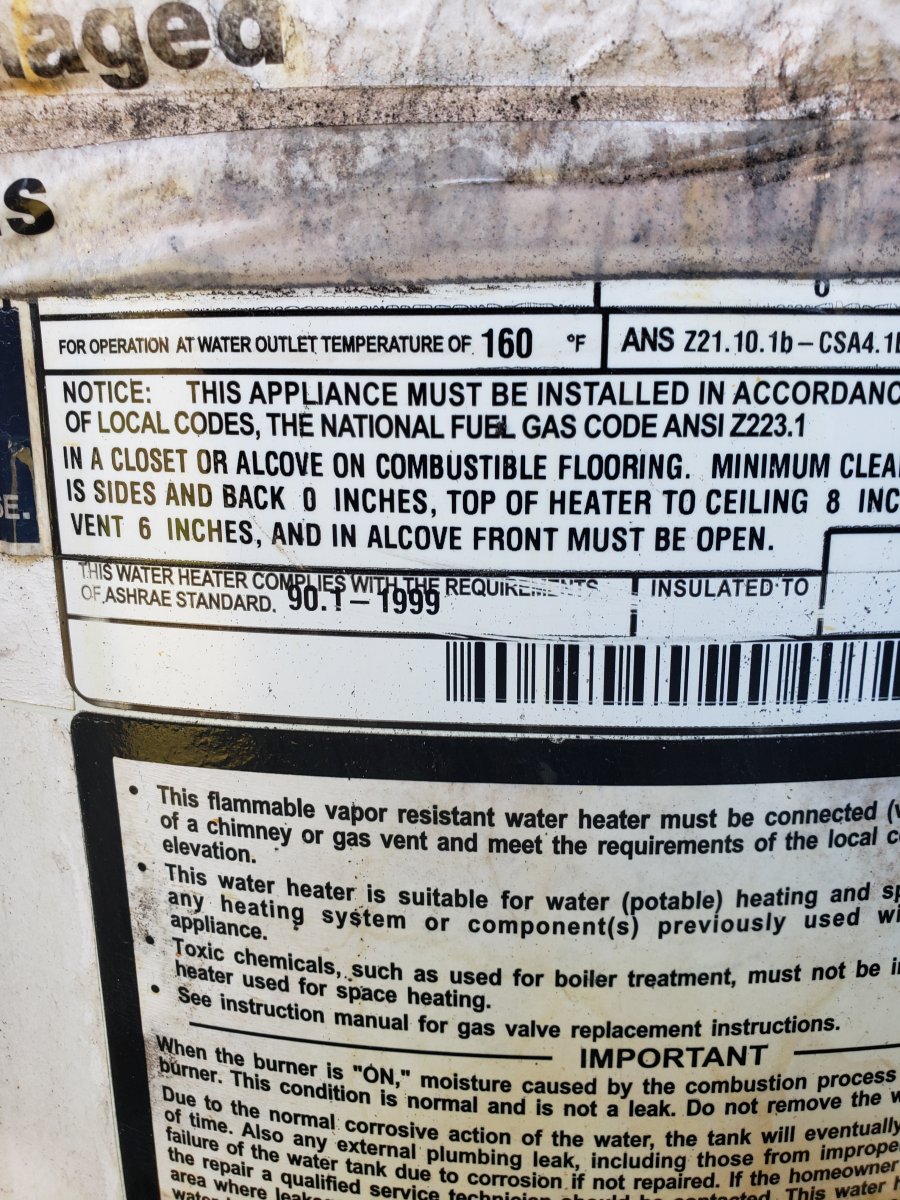 aged
s
FOR OPERATION AT WATER OUTLET TEMPERATURE OF 160 °F
ANS Z21.10.1b – CSA4.1
NOTICE: THIS APPLIANCE MUST BE INSTALLED IN ACCORDANC
OF LOCAL CODES, THE NATIONAL FUEL GAS CODE ANSI Z223.1
IN A CLOSET OR ALCOVE ON COMBUSTIBLE FLOORING. MINIMUM CLEA
IS SIDES AND BACK 0 INCHES, TOP OF HEATER TO CEILING 8 INC
VENT 6 INCHES, AND IN ALCOVE FRONT MUST BE OPEN.
E.
THIS WATER HEATER COMPLIES WITH THE REQUIREMENTS
OF ASHRAE STANDARD. 90.1 – 1999
INSULATED TO
• This flammable vapor resistant water heater must be connected (
of a chimney or gas vent and meet the requirements of the local c
elevation.
• This water heater is suitable for water (potable) heating and sp
any heating system or component(s) previously used wi
appliance.
• Toxic chemicals, such as used for boiler treatment, must not be i
heater used for space heating.
• See instruction manual for gas valve replacement instructions.
IMPORTANT
When the burner is "ON," moisture caused by the combustion process
burner. This condition is normal and is not a leak. Do not remove the w
Due to the normal corrosive action of the water, the tank will eventually
of time. Also any external plumbing leak, including those from imprope
failure of the water tank due to corrosion if not repaired. If the homeowner
the repair a qualified service technician should be contacted. This water h
area where leak